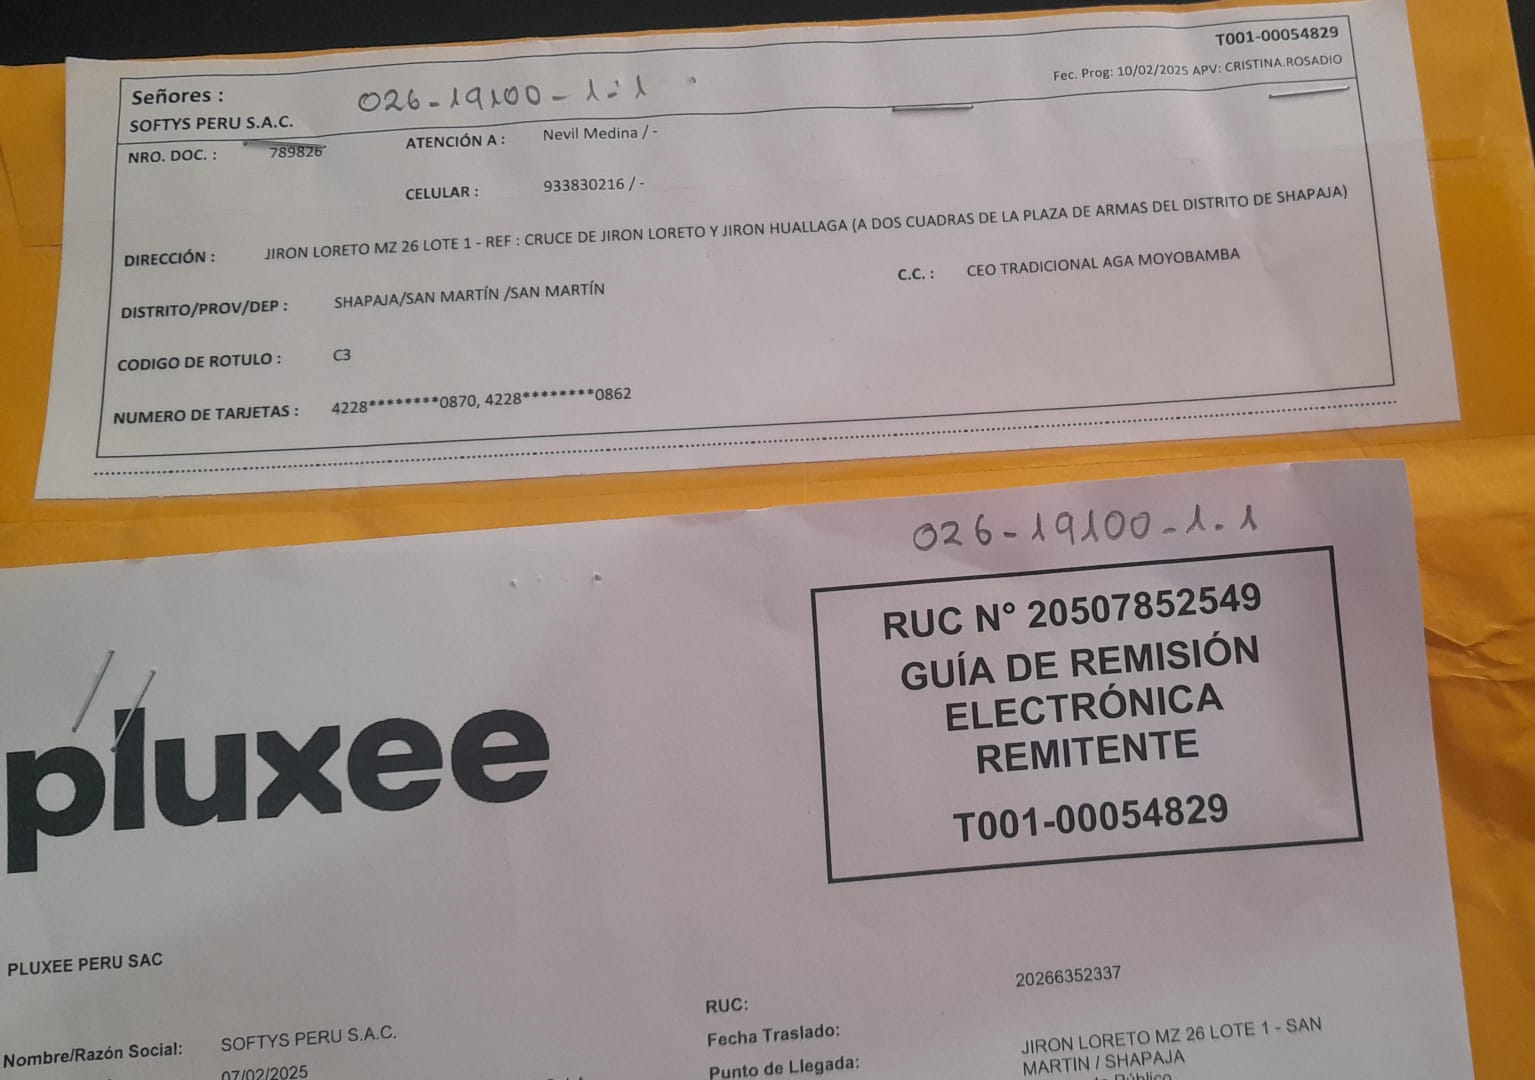 T001-00054829
Señores :
026-19100-1-1
Fec. Prog: 10/02/2025 APV: CRISTINA.ROSADIO
SOFTYS PERU S.A.C.
NRO. DOC. : 789826 ATENCIÓN A : Nevil Medina / -
CELULAR : 933830216 / -
DIRECCIÓN : JIRON LORETO MZ 26 LOTE 1 - REF : CRUCE DE JIRON LORETO Y JIRON HUALLAGA (A DOS CUADRAS DE LA PLAZA DE ARMAS DEL DISTRITO DE SHAPAJA)
DISTRITO/PROV/DEP : SHAPAJA/SAN MARTÍN /SAN MARTÍN C.C. : CEO TRADICIONAL AGA MOYOBAMBA
CODIGO DE ROTULO : C3
NUMERO DE TARJETAS : 4228********0870, 4228********0862
026-19100-1.1
RUC N° 20507852549
GUÍA DE REMISIÓN
ELECTRÓNICA
REMITENTE
T001-00054829
pluxee
PLUXEE PERU SAC
RUC: 20266352337
Nombre/Razón Social: SOFTYS PERU S.A.C.
Fecha Traslado:
07/02/2025
Punto de Llegada: JIRON LORETO MZ 26 LOTE 1 - SAN
MARTIN / SHAPAJA
Público